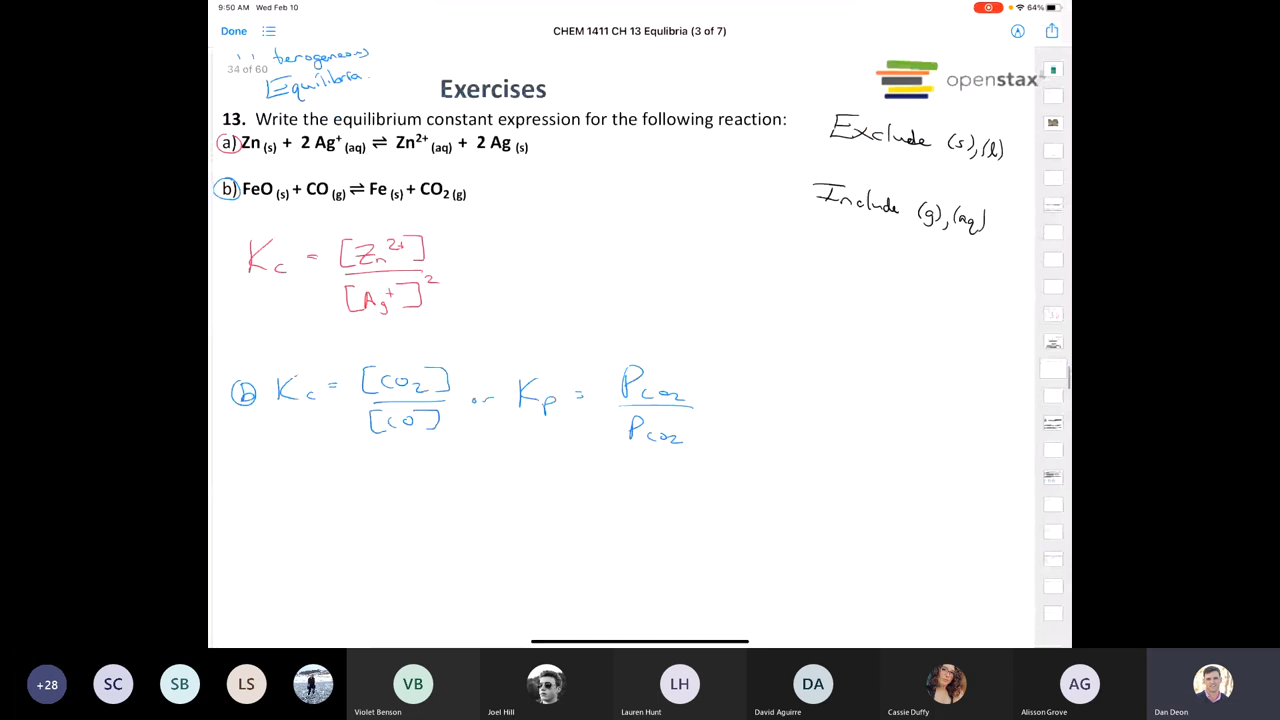 9:50 AM Wed Feb 10
64%
Done
CHEM 1411 CH 13 Equlibria (3 of 7)
terogeneous
34 of 60
Equilibria
Exercises
openstax
13. Write the equilibrium constant expression for the following reaction:
a) Zn (s) + 2 Ag⁺ (aq) ⇌ Zn²⁺ (aq) + 2 Ag (s)
Exclude (s), (l)
b) FeO (s) + CO (g) ⇌ Fe (s) + CO₂ (g)
Include (g), (aq)
Kc = [Zn²⁺] / [Ag⁺]²
b Kc = [CO₂] / [CO] or Kp = P CO₂ / P CO₂
+28
SC
SB
LS
VB
LH
DA
AG
Violet Benson
Joel Hill
Lauren Hunt
David Aguirre
Cassie Duffy
Alisson Grove
Dan Deon